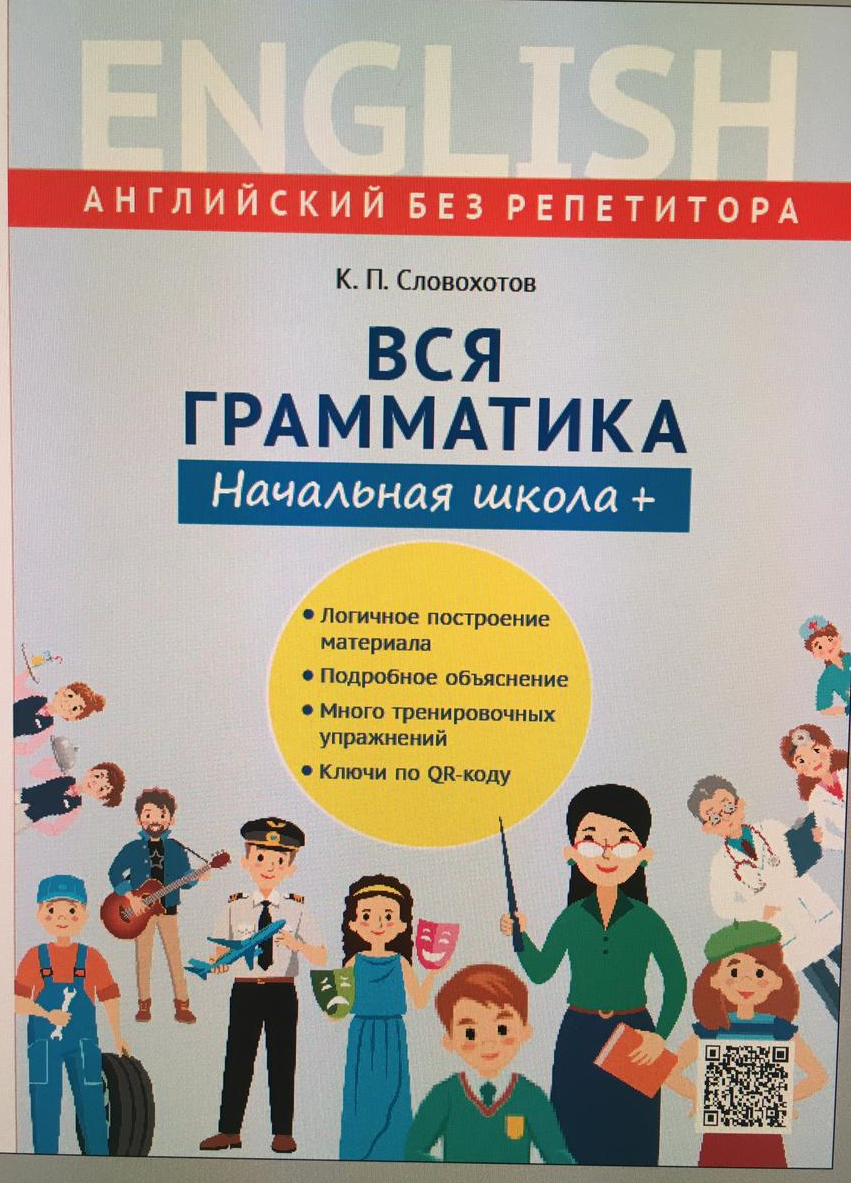 ENGLISH
АНГЛИЙСКИЙ БЕЗ РЕПЕТИТОРА
К. П. Словохотов
ВСЯ
ГРАММАТИКА
Начальная школа +
• Логичное построение
материала
• Подробное объяснение
• Много тренировочных
упражнений
• Ключи по QR-коду